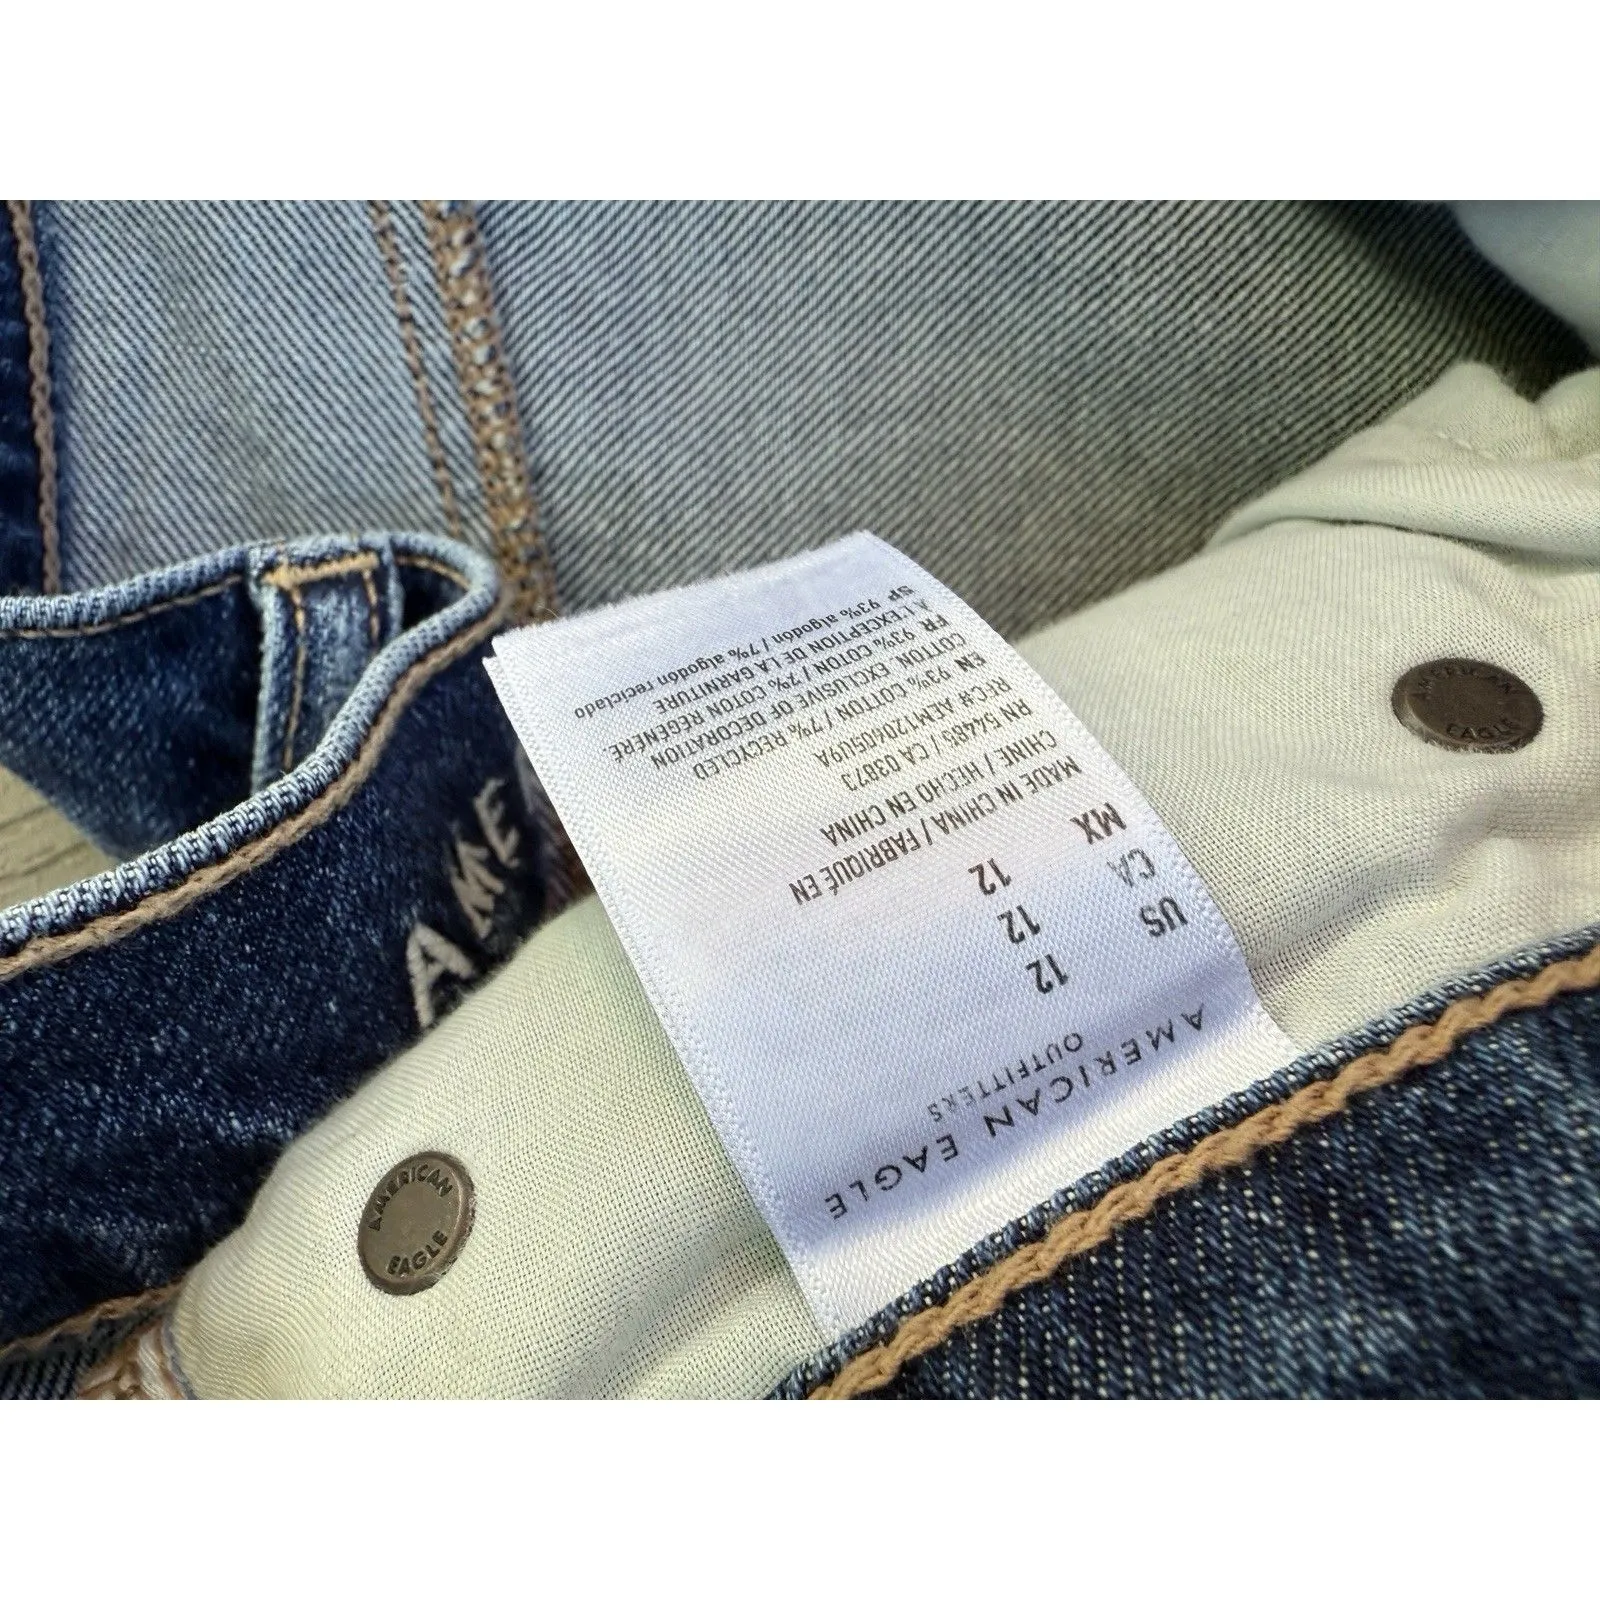 AMERICAN EAGLE
OUTFITTERS
US 12
CA 12
MX 12
MADE IN CHINA / FABRIQUÉ EN
CHINE / HECHO EN CHINA
RN 54485 / CA 03873
RFC# AEM120405U9A
EN 93% COTTON / 7% RECYCLED
COTTON. EXCLUSIVE OF DECORATION
FR 93% COTON / 7% COTON RÉGÉNÉRÉ.
A L'EXCEPTION DE LA GARNITURE
SP 93% algodón / 7% algodón reciclado
AME
AMERICAN
EAGLE
AMERICAN
EAGLE